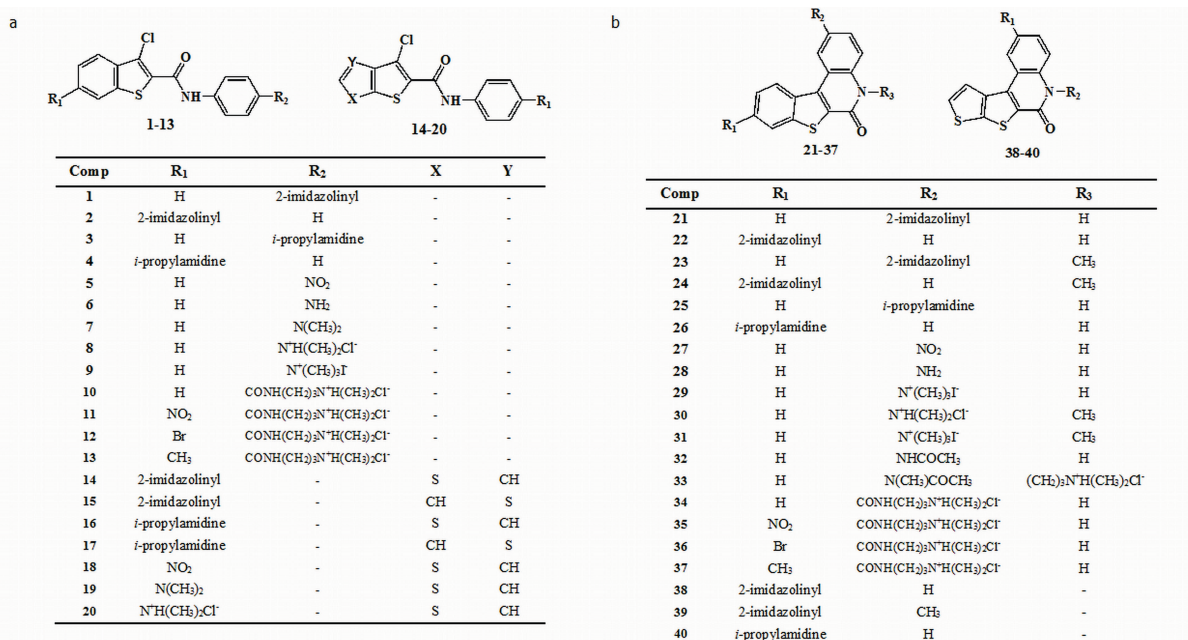 a
b
Cl
O
R₁
S
NH
R₂
1-13
Cl
Y
O
X
S
NH
R₁
14-20
R₂
N-R₃
R₁
S
O
21-37
R₁
N-R₂
S
S
O
38-40
Comp R₁ R₂ X Y
1 H 2-imidazolinyl - -
2 2-imidazolinyl H - -
3 H i-propylamidine - -
4 i-propylamidine H - -
5 H NO₂ - -
6 H NH₂ - -
7 H N(CH₃)₂ - -
8 H N⁺H(CH₃)₂Cl⁻ - -
9 H N⁺(CH₃)₃I⁻ - -
10 H CONH(CH₂)₃N⁺H(CH₃)₂Cl⁻ - -
11 NO₂ CONH(CH₂)₃N⁺H(CH₃)₂Cl⁻ - -
12 Br CONH(CH₂)₃N⁺H(CH₃)₂Cl⁻ - -
13 CH₃ CONH(CH₂)₃N⁺H(CH₃)₂Cl⁻ - -
14 2-imidazolinyl - S CH
15 2-imidazolinyl - CH S
16 i-propylamidine - S CH
17 i-propylamidine - CH S
18 NO₂ - S CH
19 N(CH₃)₂ - S CH
20 N⁺H(CH₃)₂Cl⁻ - S CH
Comp R₁ R₂ R₃
21 H 2-imidazolinyl H
22 2-imidazolinyl H H
23 H 2-imidazolinyl CH₃
24 2-imidazolinyl H CH₃
25 H i-propylamidine H
26 i-propylamidine H H
27 H NO₂ H
28 H NH₂ H
29 H N⁺(CH₃)₃I⁻ H
30 H N⁺H(CH₃)₂Cl⁻ CH₃
31 H N⁺(CH₃)₃I⁻ CH₃
32 H NHCOCH₃ H
33 H N(CH₃)COCH₃ (CH₂)₃N⁺H(CH₃)₂Cl⁻
34 H CONH(CH₂)₃N⁺H(CH₃)₂Cl⁻ H
35 NO₂ CONH(CH₂)₃N⁺H(CH₃)₂Cl⁻ H
36 Br CONH(CH₂)₃N⁺H(CH₃)₂Cl⁻ H
37 CH₃ CONH(CH₂)₃N⁺H(CH₃)₂Cl⁻ H
38 2-imidazolinyl H -
39 2-imidazolinyl CH₃ -
40 i-propylamidine H -